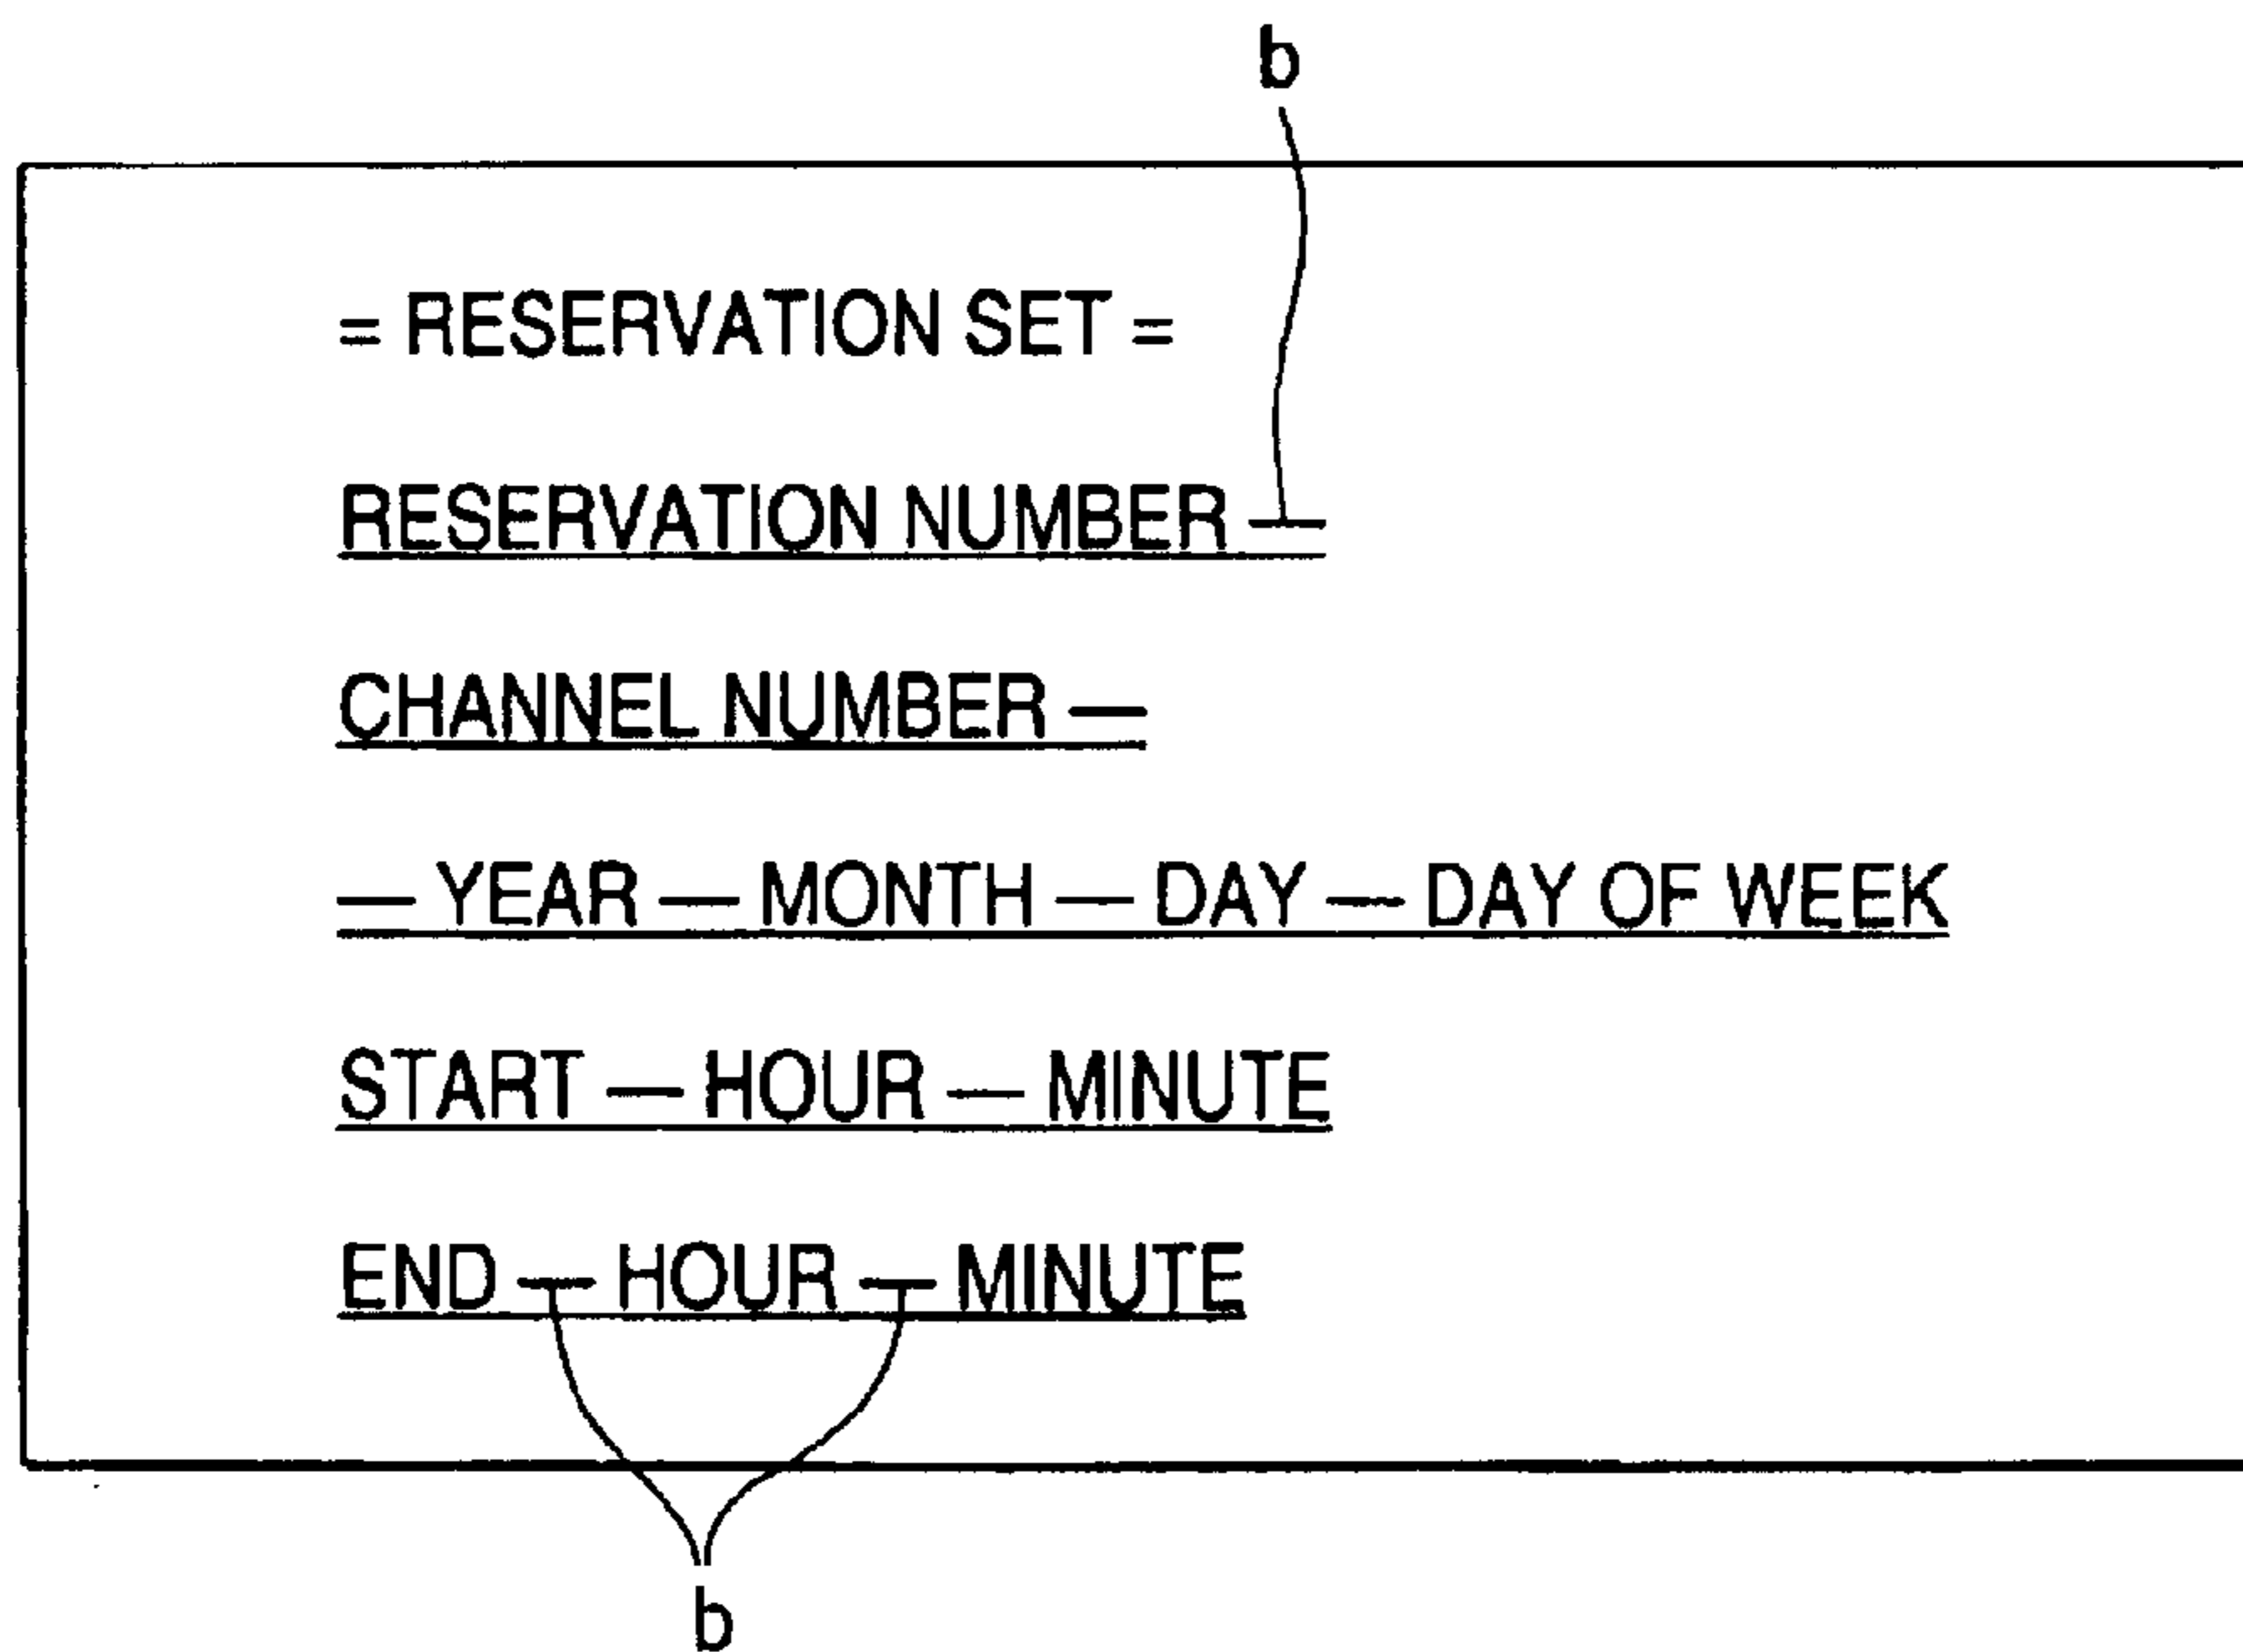 b
= RESERVATION SET =
RESERVATION NUMBER —
CHANNEL NUMBER —
— YEAR — MONTH — DAY — DAY OF WEEK
START — HOUR — MINUTE
END — HOUR — MINUTE
b